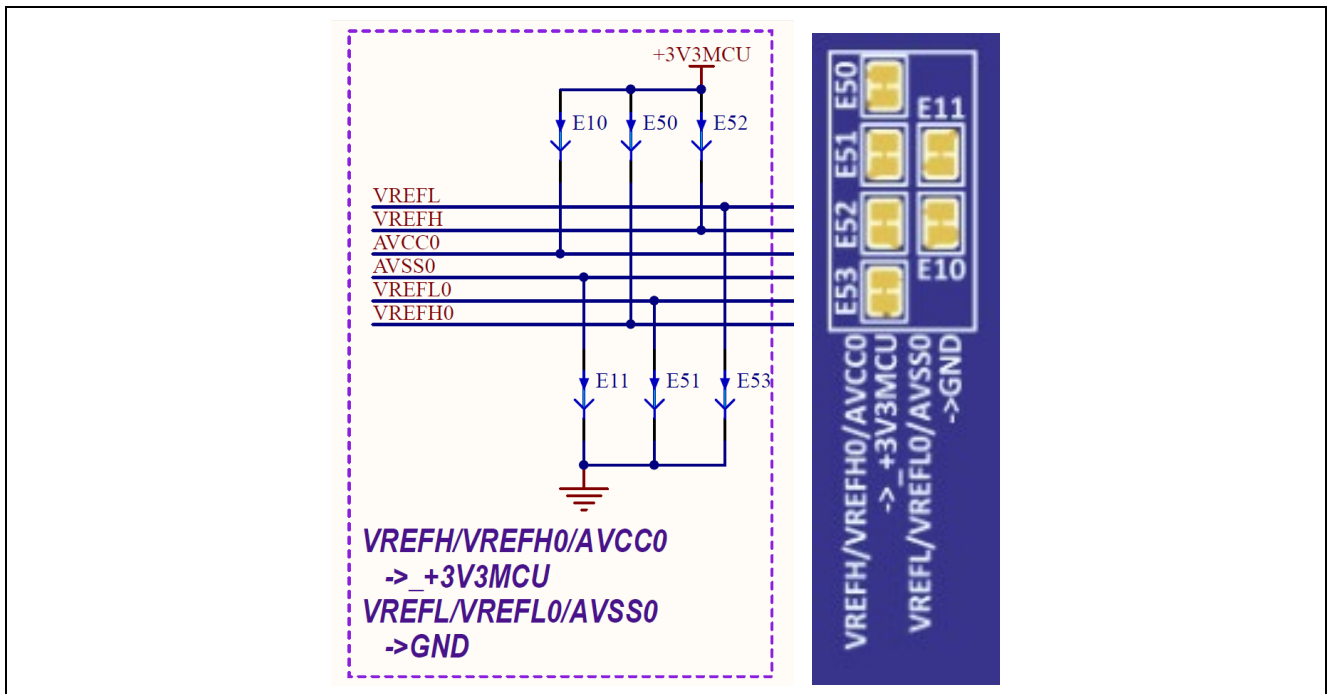 +3V3MCU
E10
E50
E52
VREFL
VREFH
AVCC0
AVSS0
VREFL0
VREFH0
E11
E51
E53
VREFH/VREFH0/AVCC0
->_+3V3MCU
VREFL/VREFL0/AVSS0
->GND
E50
E11
E51
E52
E10
E53
VREFH/VREFH0/AVCC0
->_+3V3MCU
VREFL/VREFL0/AVSS0
->GND